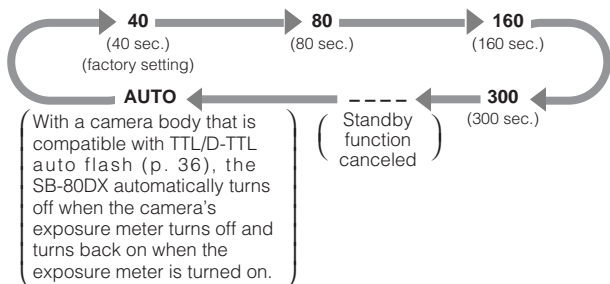 40 80 160
(40 sec.) (80 sec.) (160 sec.)
(factory setting)
AUTO ---- 300
(300 sec.)
Standby
function
canceled
With a camera body that is
compatible with TTL/D-TTL
auto flash (p. 36), the
SB-80DX automatically turns
off when the camera's
exposure meter turns off and
turns back on when the
exposure meter is turned on.